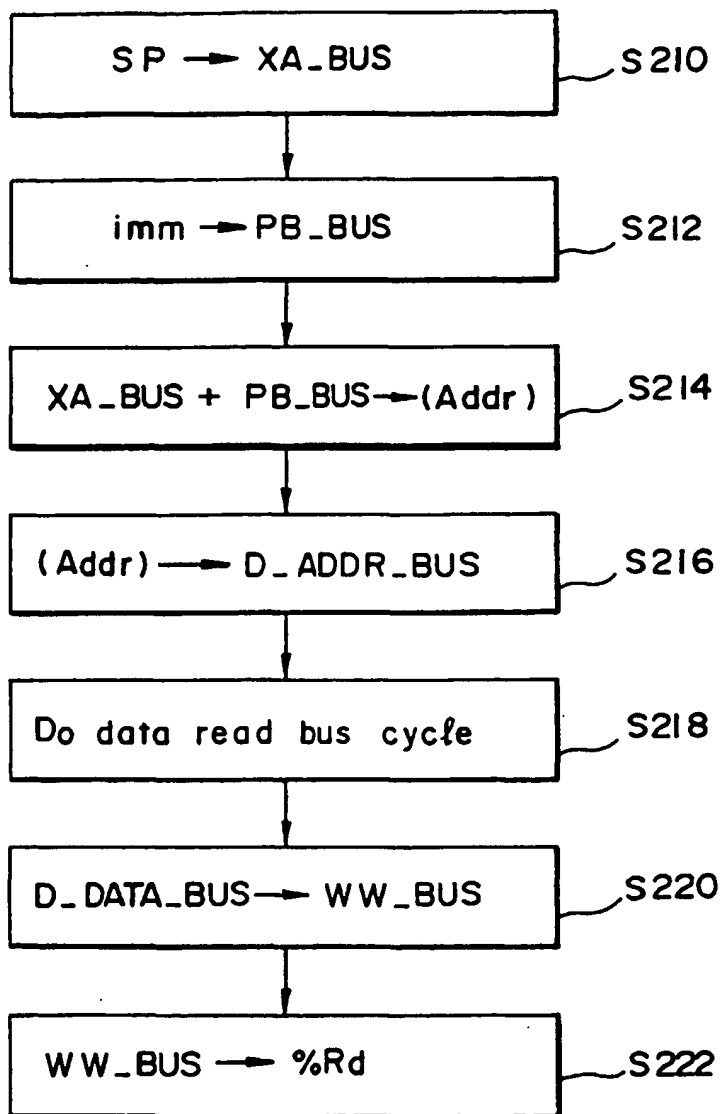 SP → XA_BUS
S210
imm → PB_BUS
S212
XA_BUS + PB_BUS → (Addr)
S214
(Addr) → D_ADDR_BUS
S216
Do data read bus cycle
S218
D_DATA_BUS → WW_BUS
S220
WW_BUS → %Rd
S222